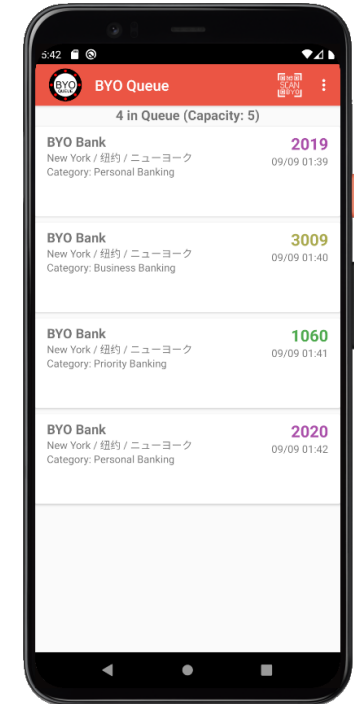 5:42
BYO
QUEUE
BYO Queue
SCAN
BYO
4 in Queue (Capacity: 5)
BYO Bank
2019
New York / 纽约 / ニューヨーク
09/09 01:39
Category: Personal Banking
BYO Bank
3009
New York / 纽约 / ニューヨーク
09/09 01:40
Category: Business Banking
BYO Bank
1060
New York / 纽约 / ニューヨーク
09/09 01:41
Category: Priority Banking
BYO Bank
2020
New York / 纽约 / ニューヨーク
09/09 01:42
Category: Personal Banking